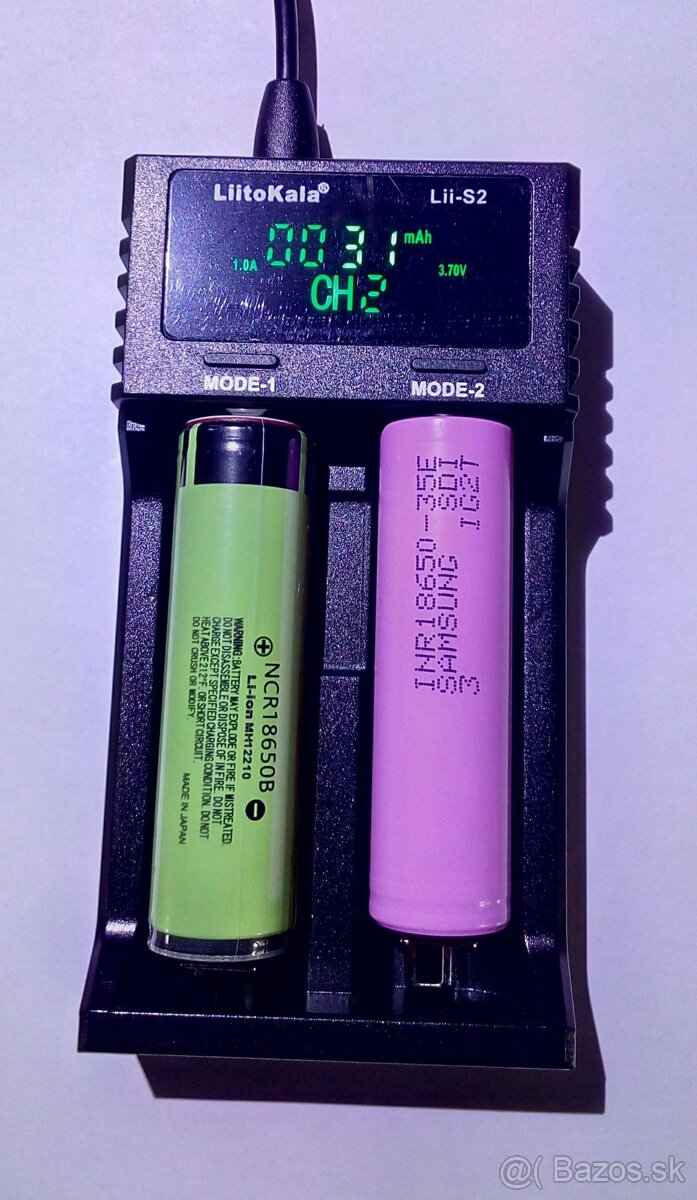 LiitoKala® Lii-S2
0031 mAh
1.0A 3.70V
CH2
MODE-1 MODE-2
⊕ NCR18650B ⊖
Li-ion MH12210
WARNING: BATTERY MAY EXPLODE OR FIRE IF MISTREATED.
DO NOT DISASSEMBLE OR DISPOSE OF IN FIRE. DO NOT
CHARGE EXCEPT SPECIFIED CHARGING CONDITION. DO NOT
HEAT ABOVE 212°F. OR SHORT CIRCUIT.
DO NOT CRUSH OR MODIFY.
MADE IN JAPAN
INR18650-35E
SAMSUNG SDI
3 IG2T
@( Bazos.sk